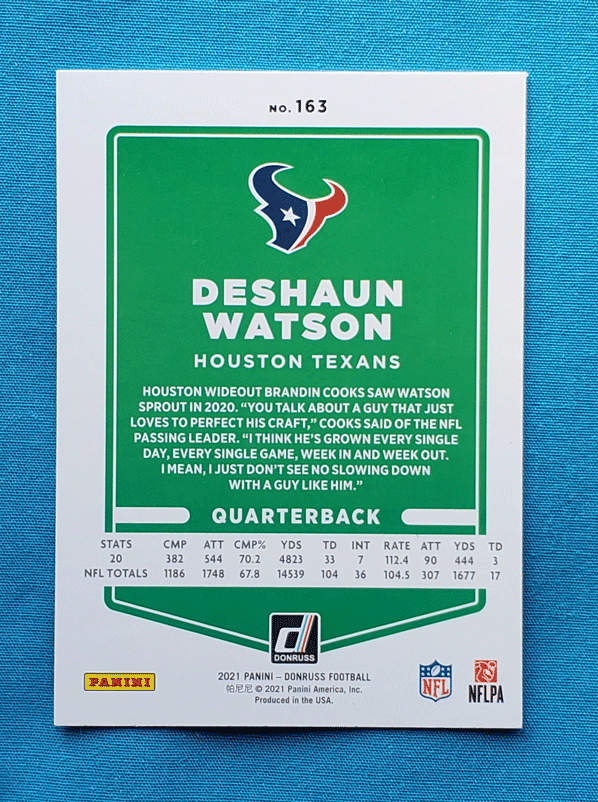 NO. 163
DESHAUN
WATSON
HOUSTON TEXANS
HOUSTON WIDEOUT BRANDIN COOKS SAW WATSON
SPROUT IN 2020. “YOU TALK ABOUT A GUY THAT JUST
LOVES TO PERFECT HIS CRAFT,” COOKS SAID OF THE NFL
PASSING LEADER. “I THINK HE’S GROWN EVERY SINGLE
DAY, EVERY SINGLE GAME, WEEK IN AND WEEK OUT.
I MEAN, I JUST DON’T SEE NO SLOWING DOWN
WITH A GUY LIKE HIM.”
QUARTERBACK
STATS CMP ATT CMP% YDS TD INT RATE ATT YDS TD
20 382 544 70.2 4823 33 7 112.4 90 444 3
NFL TOTALS 1186 1748 67.8 14539 104 36 104.5 307 1677 17
d
DONRUSS
PANINI
2021 PANINI – DONRUSS FOOTBALL
帕尼尼 © 2021 Panini America, Inc.
Produced in the USA.
NFL
NFLPA